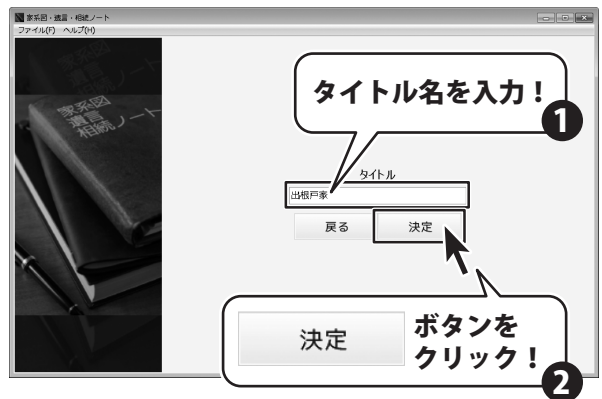 家系図・遺言・相続ノート
ファイル(F) ヘルプ(H)
家系図
遺言
相続ノート
タイトル名を入力！
1
タイトル
出根戸家
戻る
決定
決定
ボタンを
クリック！
2